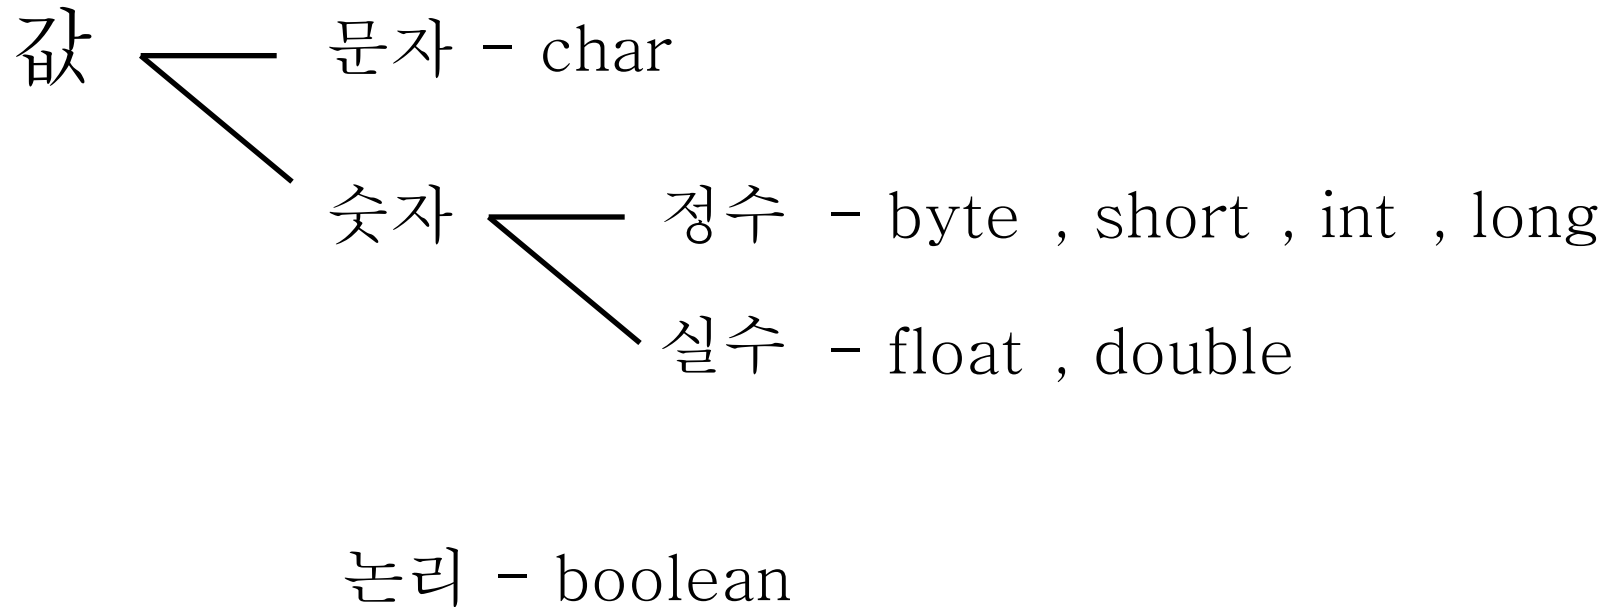 값
문자 - char
숫자
정수 - byte , short , int , long
실수 - float , double
논리 - boolean